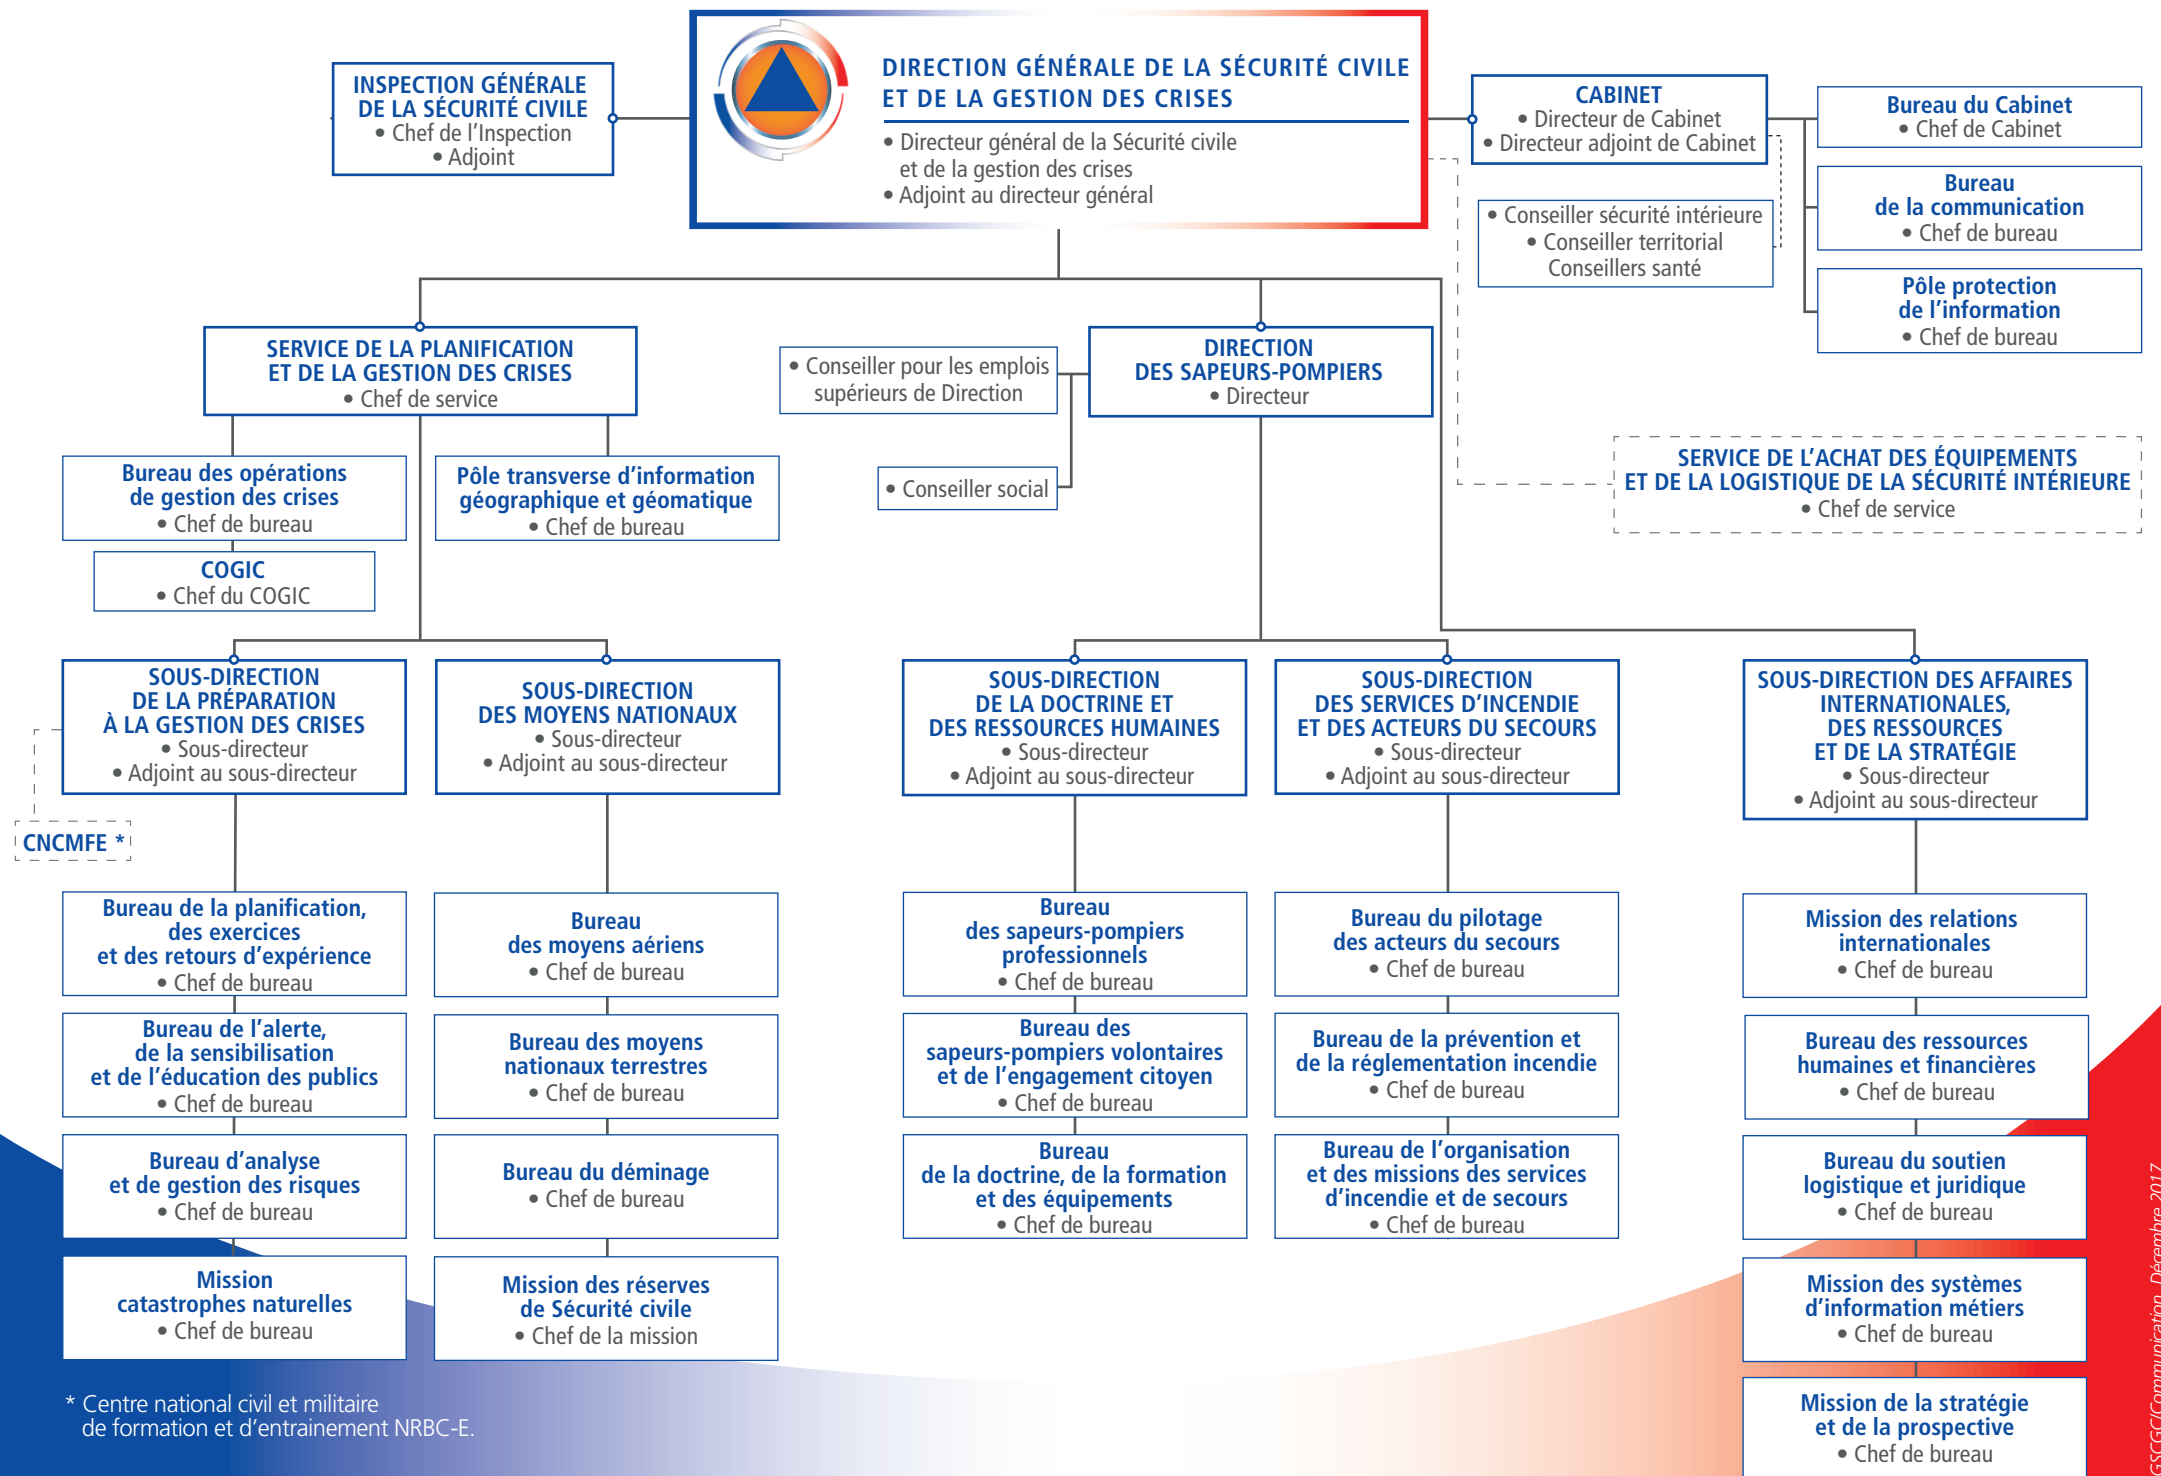 DIRECTION GÉNÉRALE DE LA SÉCURITÉ CIVILE
ET DE LA GESTION DES CRISES
• Directeur général de la Sécurité civile
et de la gestion des crises
• Adjoint au directeur général
INSPECTION GÉNÉRALE
DE LA SÉCURITÉ CIVILE
• Chef de l'Inspection
• Adjoint
CABINET
• Directeur de Cabinet
• Directeur adjoint de Cabinet
• Conseiller sécurité intérieure
• Conseiller territorial
Conseillers santé
Bureau du Cabinet
• Chef de Cabinet
Bureau
de la communication
• Chef de bureau
Pôle protection
de l'information
• Chef de bureau
SERVICE DE LA PLANIFICATION
ET DE LA GESTION DES CRISES
• Chef de service
• Conseiller pour les emplois
supérieurs de Direction
• Conseiller social
DIRECTION
DES SAPEURS-POMPIERS
• Directeur
SERVICE DE L'ACHAT DES ÉQUIPEMENTS
ET DE LA LOGISTIQUE DE LA SÉCURITÉ INTÉRIEURE
• Chef de service
Bureau des opérations
de gestion des crises
• Chef de bureau
COGIC
• Chef du COGIC
Pôle transverse d'information
géographique et géomatique
• Chef de bureau
SOUS-DIRECTION
DE LA PRÉPARATION
À LA GESTION DES CRISES
• Sous-directeur
• Adjoint au sous-directeur
CNCMFE *
Bureau de la planification,
des exercices
et des retours d'expérience
• Chef de bureau
Bureau de l'alerte,
de la sensibilisation
et de l'éducation des publics
• Chef de bureau
Bureau d'analyse
et de gestion des risques
• Chef de bureau
Mission
catastrophes naturelles
• Chef de bureau
SOUS-DIRECTION
DES MOYENS NATIONAUX
• Sous-directeur
• Adjoint au sous-directeur
Bureau
des moyens aériens
• Chef de bureau
Bureau des moyens
nationaux terrestres
• Chef de bureau
Bureau du déminage
• Chef de bureau
Mission des réserves
de Sécurité civile
• Chef de la mission
SOUS-DIRECTION
DE LA DOCTRINE ET
DES RESSOURCES HUMAINES
• Sous-directeur
• Adjoint au sous-directeur
Bureau
des sapeurs-pompiers
professionnels
• Chef de bureau
Bureau des
sapeurs-pompiers volontaires
et de l'engagement citoyen
• Chef de bureau
Bureau
de la doctrine, de la formation
et des équipements
• Chef de bureau
SOUS-DIRECTION
DES SERVICES D'INCENDIE
ET DES ACTEURS DU SECOURS
• Sous-directeur
• Adjoint au sous-directeur
Bureau du pilotage
des acteurs du secours
• Chef de bureau
Bureau de la prévention et
de la réglementation incendie
• Chef de bureau
Bureau de l'organisation
et des missions des services
d'incendie et de secours
• Chef de bureau
SOUS-DIRECTION DES AFFAIRES
INTERNATIONALES,
DES RESSOURCES
ET DE LA STRATÉGIE
• Sous-directeur
• Adjoint au sous-directeur
Mission des relations
internationales
• Chef de bureau
Bureau des ressources
humaines et financières
• Chef de bureau
Bureau du soutien
logistique et juridique
• Chef de bureau
Mission des systèmes
d'information métiers
• Chef de bureau
Mission de la stratégie
et de la prospective
• Chef de bureau
* Centre national civil et militaire
de formation et d'entrainement NRBC-E.
GSCGC/Communication Décembre 2017